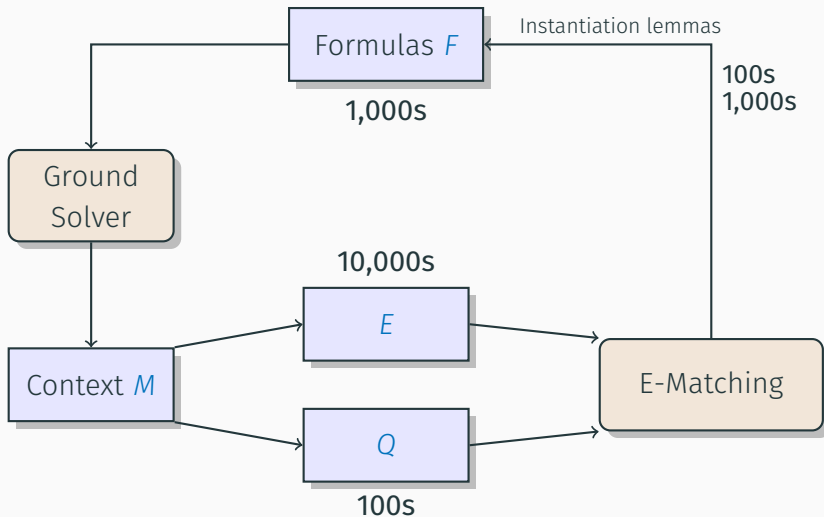 Formulas F
Instantiation lemmas
1,000s
100s
1,000s
Ground
Solver
10,000s
E
Context M
E-Matching
Q
100s